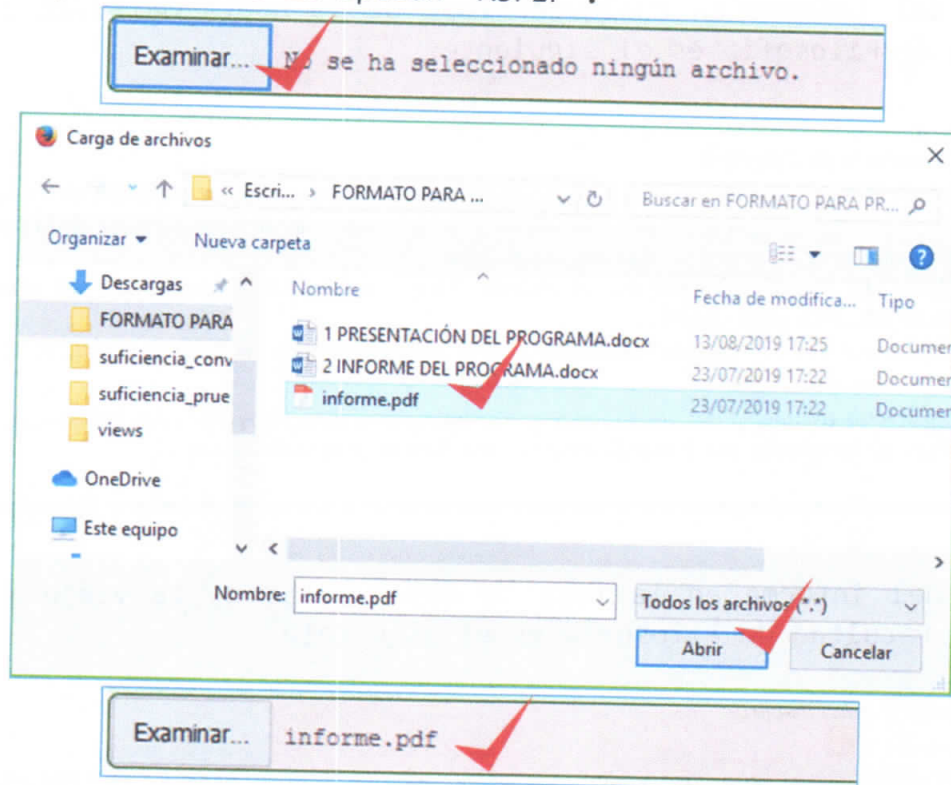 Examinar... No se ha seleccionado ningún archivo.
Carga de archivos
« Escri... › FORMATO PARA ...
Buscar en FORMATO PARA PR...
Organizar
Nueva carpeta
Nombre
Fecha de modifica...
Tipo
Descargas
FORMATO PARA
suficiencia_conv
suficiencia_prue
views
OneDrive
Este equipo
1 PRESENTACIÓN DEL PROGRAMA.docx 13/08/2019 17:25 Documen
2 INFORME DEL PROGRAMA.docx 23/07/2019 17:22 Documen
informe.pdf 23/07/2019 17:22 Documen
Nombre: informe.pdf
Todos los archivos (*.*)
Abrir
Cancelar
Examinar... informe.pdf